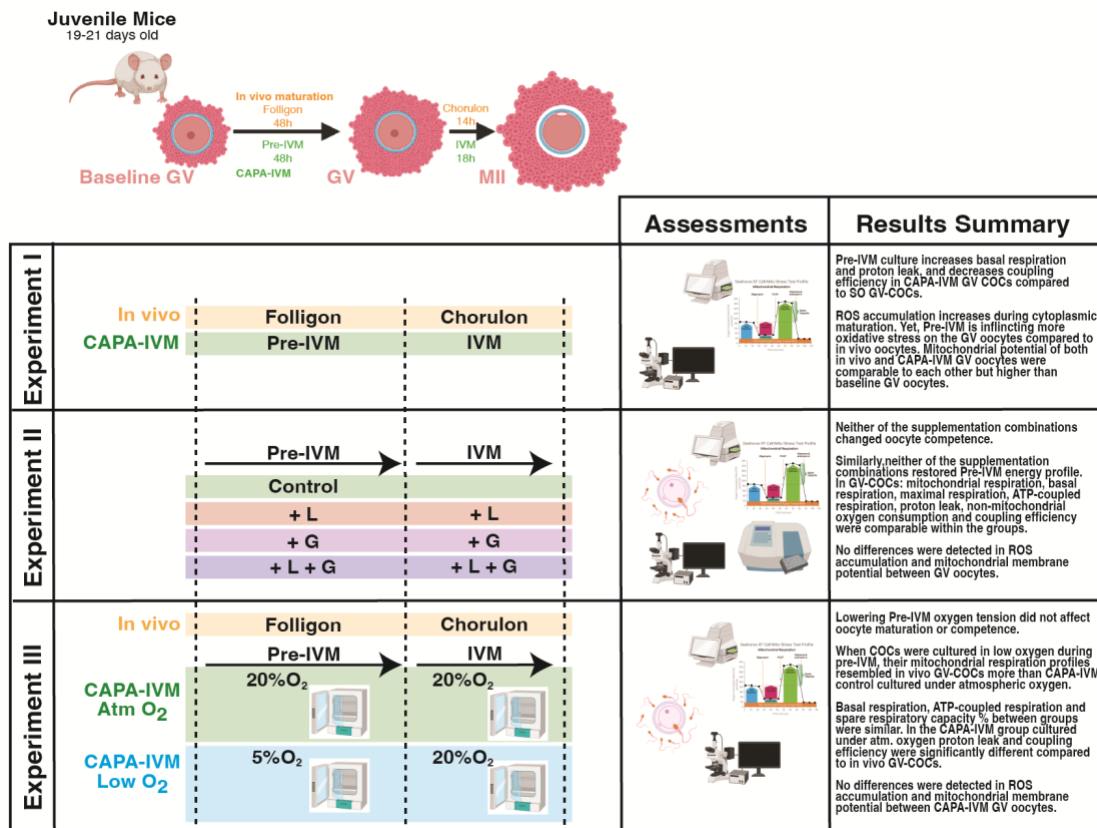 Juvenile Mice
19-21 days old
In vivo maturation
Folligon
48h
Pre-IVM
48h
CAPA-IVM
Chorulon
14h
IVM
18h
Baseline GV
GV
MII
Assessments
Results Summary
Experiment I
In vivo
Folligon
Chorulon
CAPA-IVM
Pre-IVM
IVM
Mitochondrial Respiration
Pre-IVM culture increases basal respiration
and proton leak, and decreases coupling
efficiency in CAPA-IVM GV COCs compared
to SO GV-COCs.
ROS accumulation increases during cytoplasmic
maturation. Yet, Pre-IVM is inflincting more
oxidative stress on the GV oocytes compared to
in vivo oocytes. Mitochondrial potential of both
in vivo and CAPA-IVM GV oocytes were
comparable to each other but higher than
baseline GV oocytes.
Experiment II
Pre-IVM
IVM
Control
+ L
+ L
+ G
+ G
+ L + G
+ L + G
Mitochondrial Respiration
Neither of the supplementation combinations
changed oocyte competence.
Similarly,neither of the supplementation
combinations restored Pre-IVM energy profile.
In GV-COCs: mitochondrial respiration, basal
respiration, maximal respiration, ATP-coupled
respiration, proton leak, non-mitochondrial
oxygen consumption and coupling efficiency
were comparable within the groups.
No differences were detected in ROS
accumulation and mitochondrial membrane
potential between GV oocytes.
Experiment III
In vivo
Folligon
Chorulon
Pre-IVM
IVM
CAPA-IVM
Atm O2
20%O2
20%O2
CAPA-IVM
Low O2
5%O2
20%O2
Mitochondrial Respiration
Lowering Pre-IVM oxygen tension did not affect
oocyte maturation or competence.
When COCs were cultured in low oxygen during
pre-IVM, their mitochondrial respiration profiles
resembled in vivo GV-COCs more than CAPA-IVM
control cultured under atmospheric oxygen.
Basal respiration, ATP-coupled respiration and
spare respiratory capacity % between groups
were similar. In the CAPA-IVM group cultured
under atm. oxygen proton leak and coupling
efficiency were significantly different compared
to in vivo GV-COCs.
No differences were detected in ROS
accumulation and mitochondrial membrane
potential between CAPA-IVM GV oocytes.